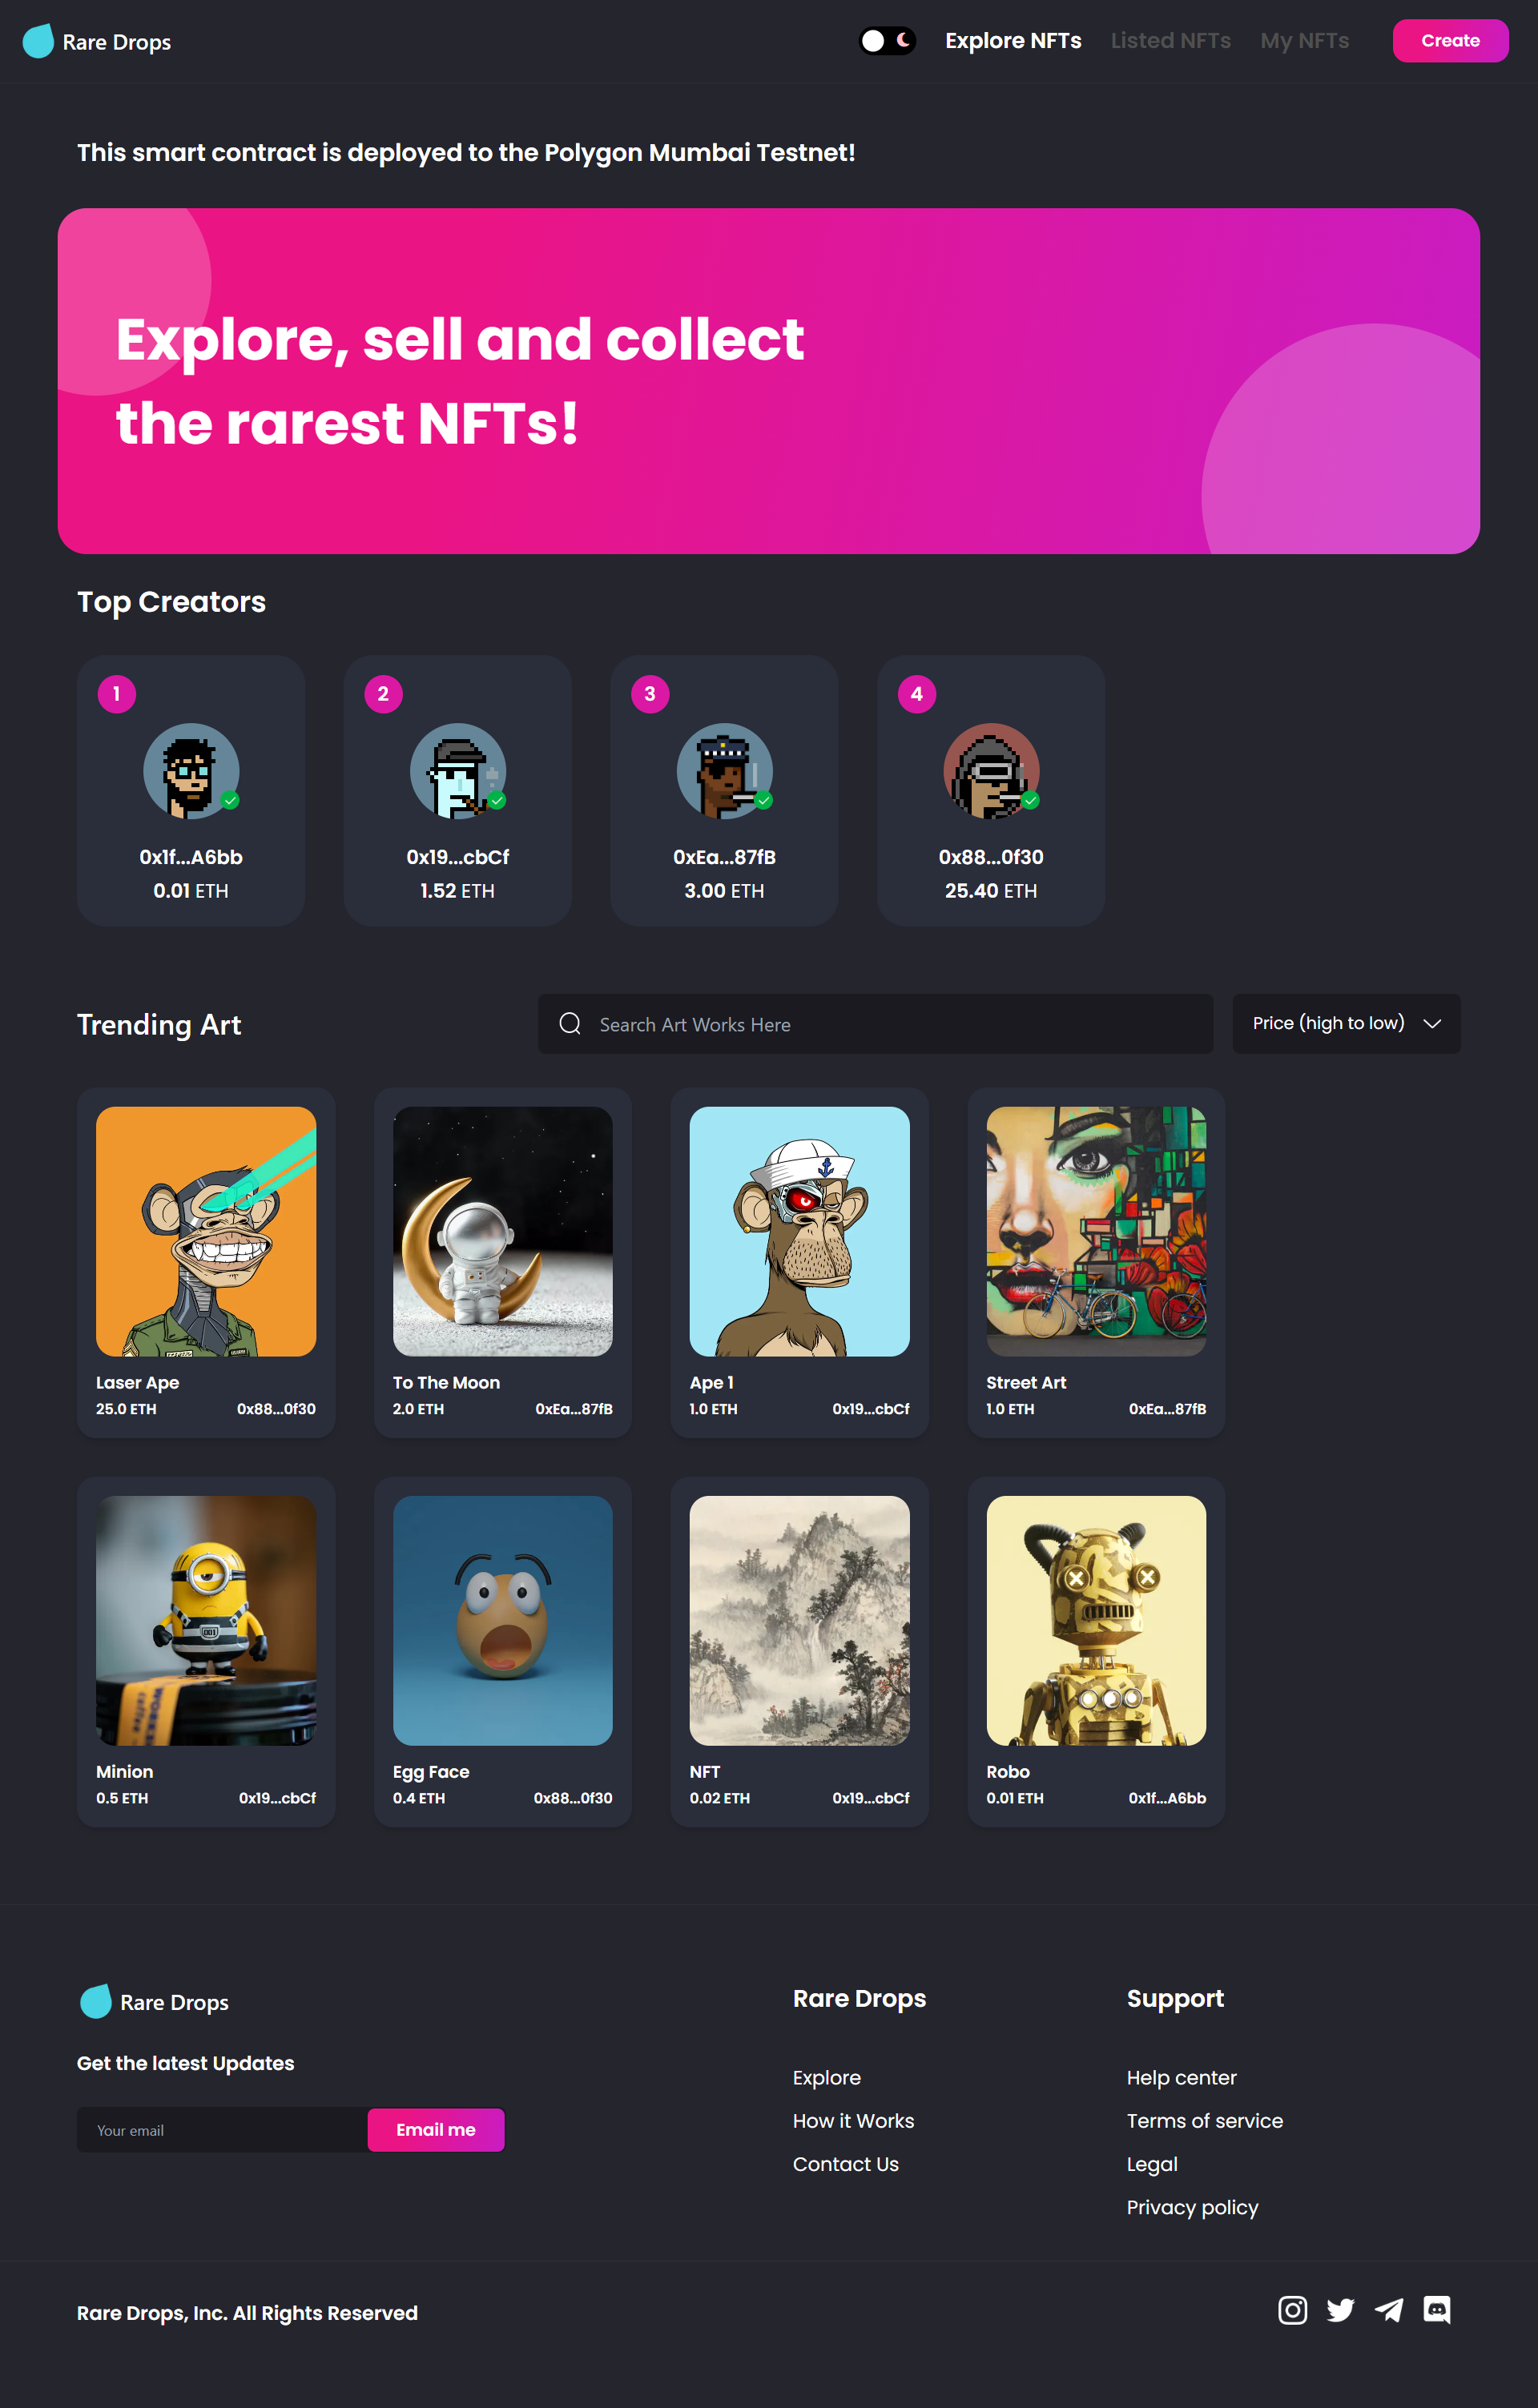 Rare Drops
Explore NFTs
Listed NFTs
My NFTs
Create
This smart contract is deployed to the Polygon Mumbai Testnet!
Explore, sell and collect
the rarest NFTs!
Top Creators
1
2
3
4
0x1f...A6bb
0x19...cbCf
0xEa...87fB
0x88...0f30
0.01 ETH
1.52 ETH
3.00 ETH
25.40 ETH
Trending Art
Search Art Works Here
Price (high to low)
Laser Ape
25.0 ETH
0x88...0f30
To The Moon
2.0 ETH
0xEa...87fB
Ape 1
1.0 ETH
0x19...cbCf
Street Art
1.0 ETH
0xEa...87fB
Minion
0.5 ETH
0x19...cbCf
Egg Face
0.4 ETH
0x88...0f30
NFT
0.02 ETH
0x19...cbCf
Robo
0.01 ETH
0x1f...A6bb
Rare Drops
Get the latest Updates
Your email
Email me
Rare Drops
Explore
How it Works
Contact Us
Support
Help center
Terms of service
Legal
Privacy policy
Rare Drops, Inc. All Rights Reserved